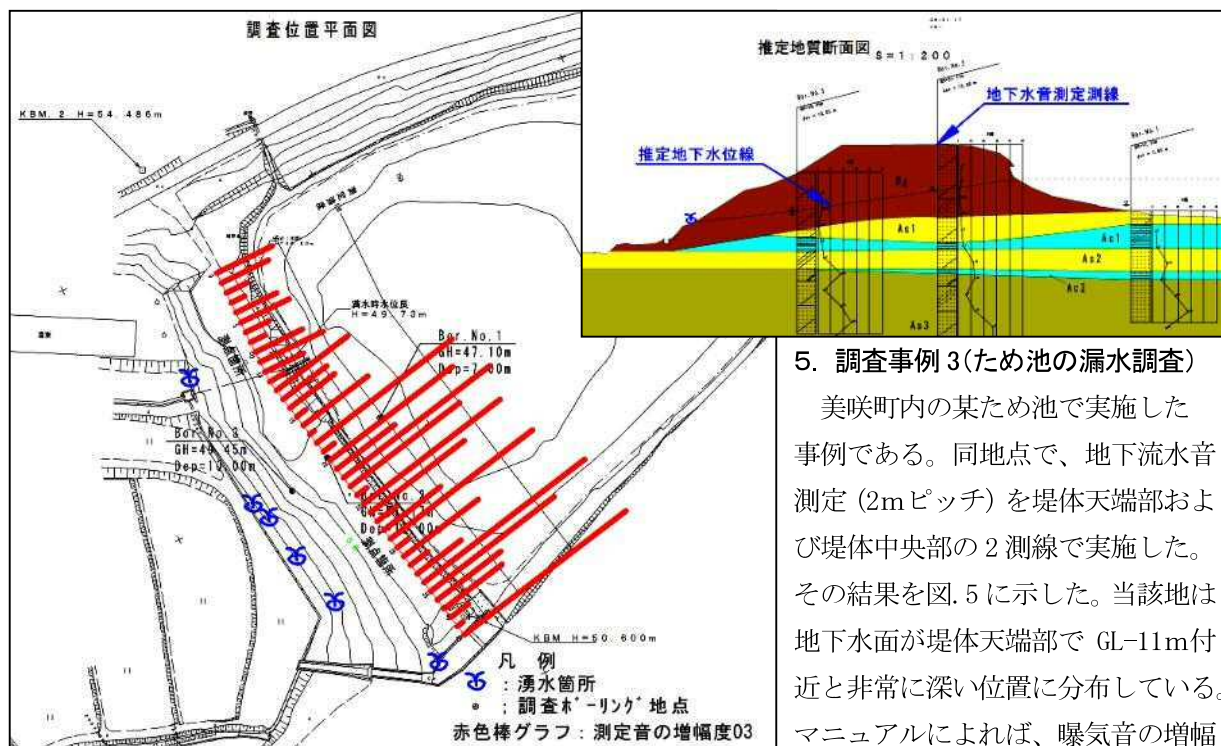 調査位置平面図
KBM. 2. H=54. 486m
満水時水位長
H=49. 73m
Bor. No. 1
GH=47. 10m
Dep=7. 00m
Bor. No. 3
GH=49. 45m
Dep=10. 00m
KBM H=50. 600m
凡 例
：湧水箇所
：調査ボーリング地点
赤色棒グラフ：測定音の増幅度03
推定地質断面図 S=1：200
地下水音測定測線
推定地下水位線
As1
Ac1
As2
As3
5. 調査事例 3(ため池の漏水調査)
美咲町内の某ため池で実施した
事例である。同地点で、地下流水音
測定 (2mピッチ) を堤体天端部およ
び堤体中央部の 2 測線で実施した。
その結果を図. 5 に示した。当該地は
地下水面が堤体天端部で GL-11m付
近と非常に深い位置に分布している。
マニュアルによれば、曝気音の増幅